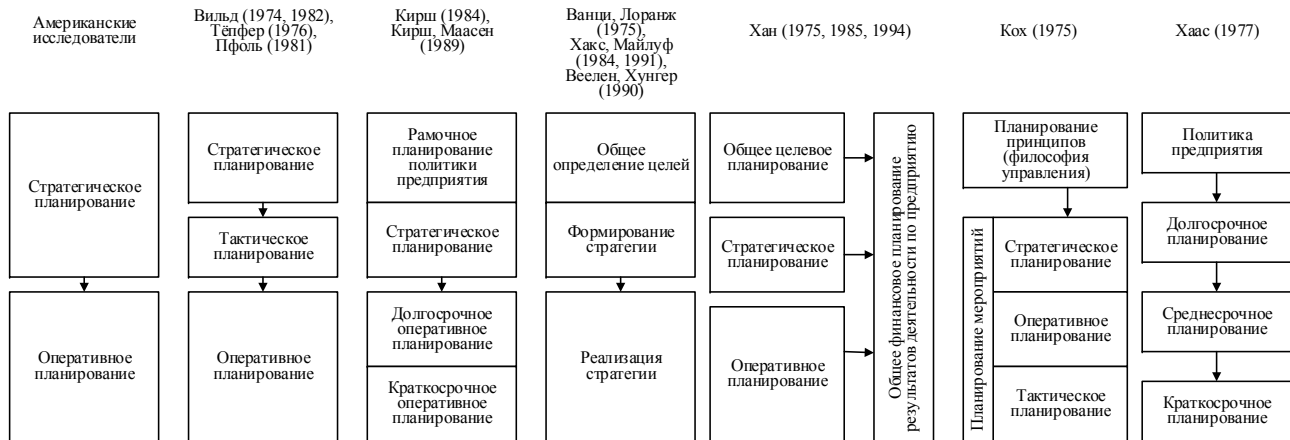 Американские
исследователи
Вильд (1974, 1982),
Тёпфер (1976),
Пфоль (1981)
Кирш (1984)
Кирш, Маасен
(1989)
Ванци, Лоранж
(1975),
Хакс, Майлуф
(1984, 1991),
Веелен, Хунгер
(1990)
Хан (1975, 1985, 1994)
Кох (1975)
Хаас (1977)
Стратегическое
планирование
Оперативное
планирование
Стратегическое
планирование
Тактическое
планирование
Оперативное
планирование
Рамочное
планирование
политики
предприятия
Стратегическое
планирование
Долгосрочное
оперативное
планирование
Краткосрочное
оперативное
планирование
Общее
определение целей
Формирование
стратегии
Реализация
стратегии
Общее целевое
планирование
Стратегическое
планирование
Оперативное
планирование
Общее финансовое планирование
результатов деятельности по предприятию
Планирование
принципов
(философия
управления)
Планирование мероприятий
Стратегическое
планирование
Оперативное
планирование
Тактическое
планирование
Политика
предприятия
Долгосрочное
планирование
Среднесрочное
планирование
Краткосрочное
планирование